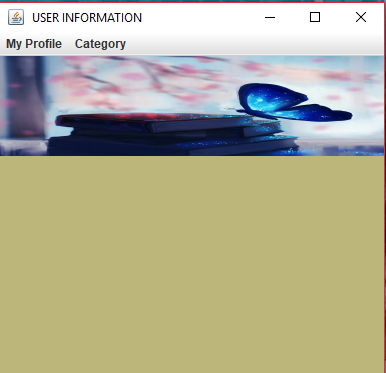 USER INFORMATION
My Profile Category